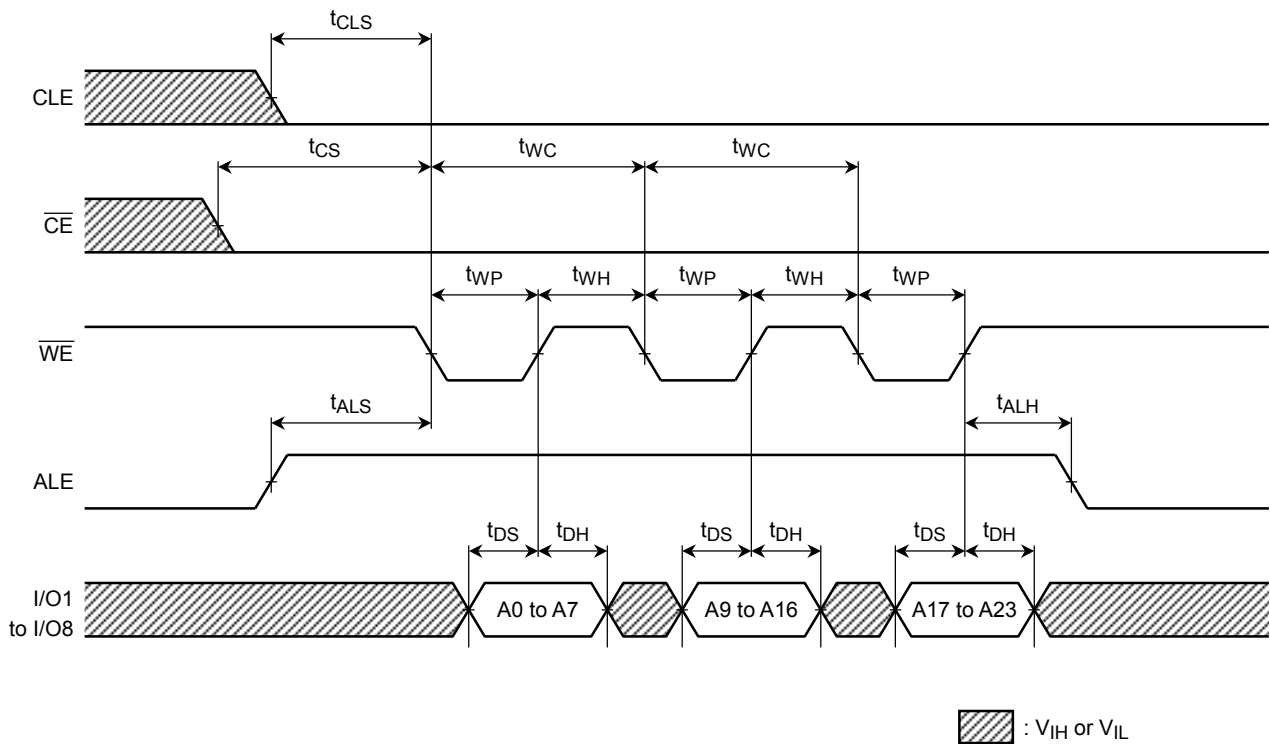 tCLS
CLE
tCS tWC tWC
CE
tWP tWH tWP tWH tWP
WE
tALS tALH
ALE
tDS tDH tDS tDH tDS tDH
I/O1
to I/O8
A0 to A7 A9 to A16 A17 to A23
: VIH or VIL